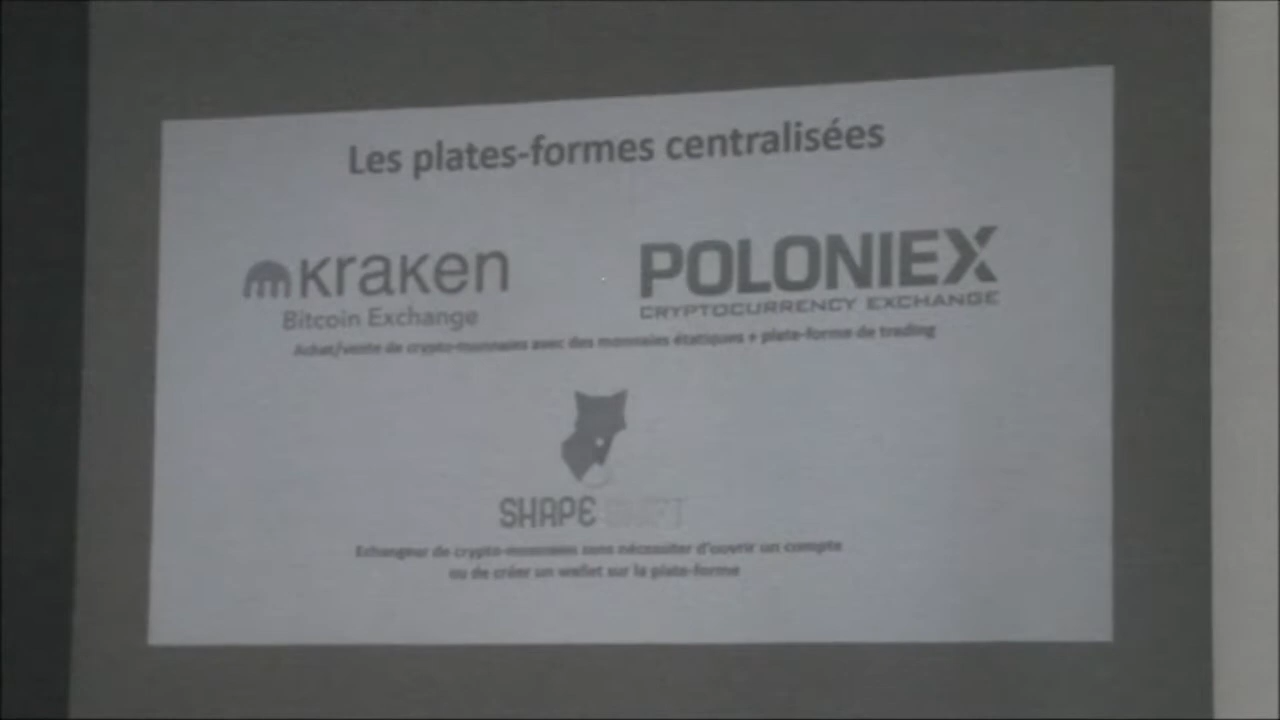 Les plates-formes centralisées
kraken
Bitcoin Exchange
POLONIEX
CRYPTOCURRENCY EXCHANGE
Achat/vente de crypto-monnaies avec des monnaies étatiques + plate-forme de trading
SHAPE SHIFT
Echangeur de crypto-monnaies sans nécessiter d'ouvrir un compte
ou de créer un wallet sur la plate-forme